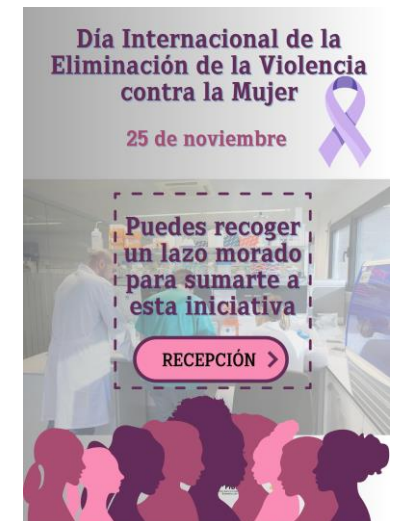 Día Internacional de la
Eliminación de la Violencia
contra la Mujer
25 de noviembre
Puedes recoger
un lazo morado
para sumarte a
esta iniciativa
RECEPCIÓN